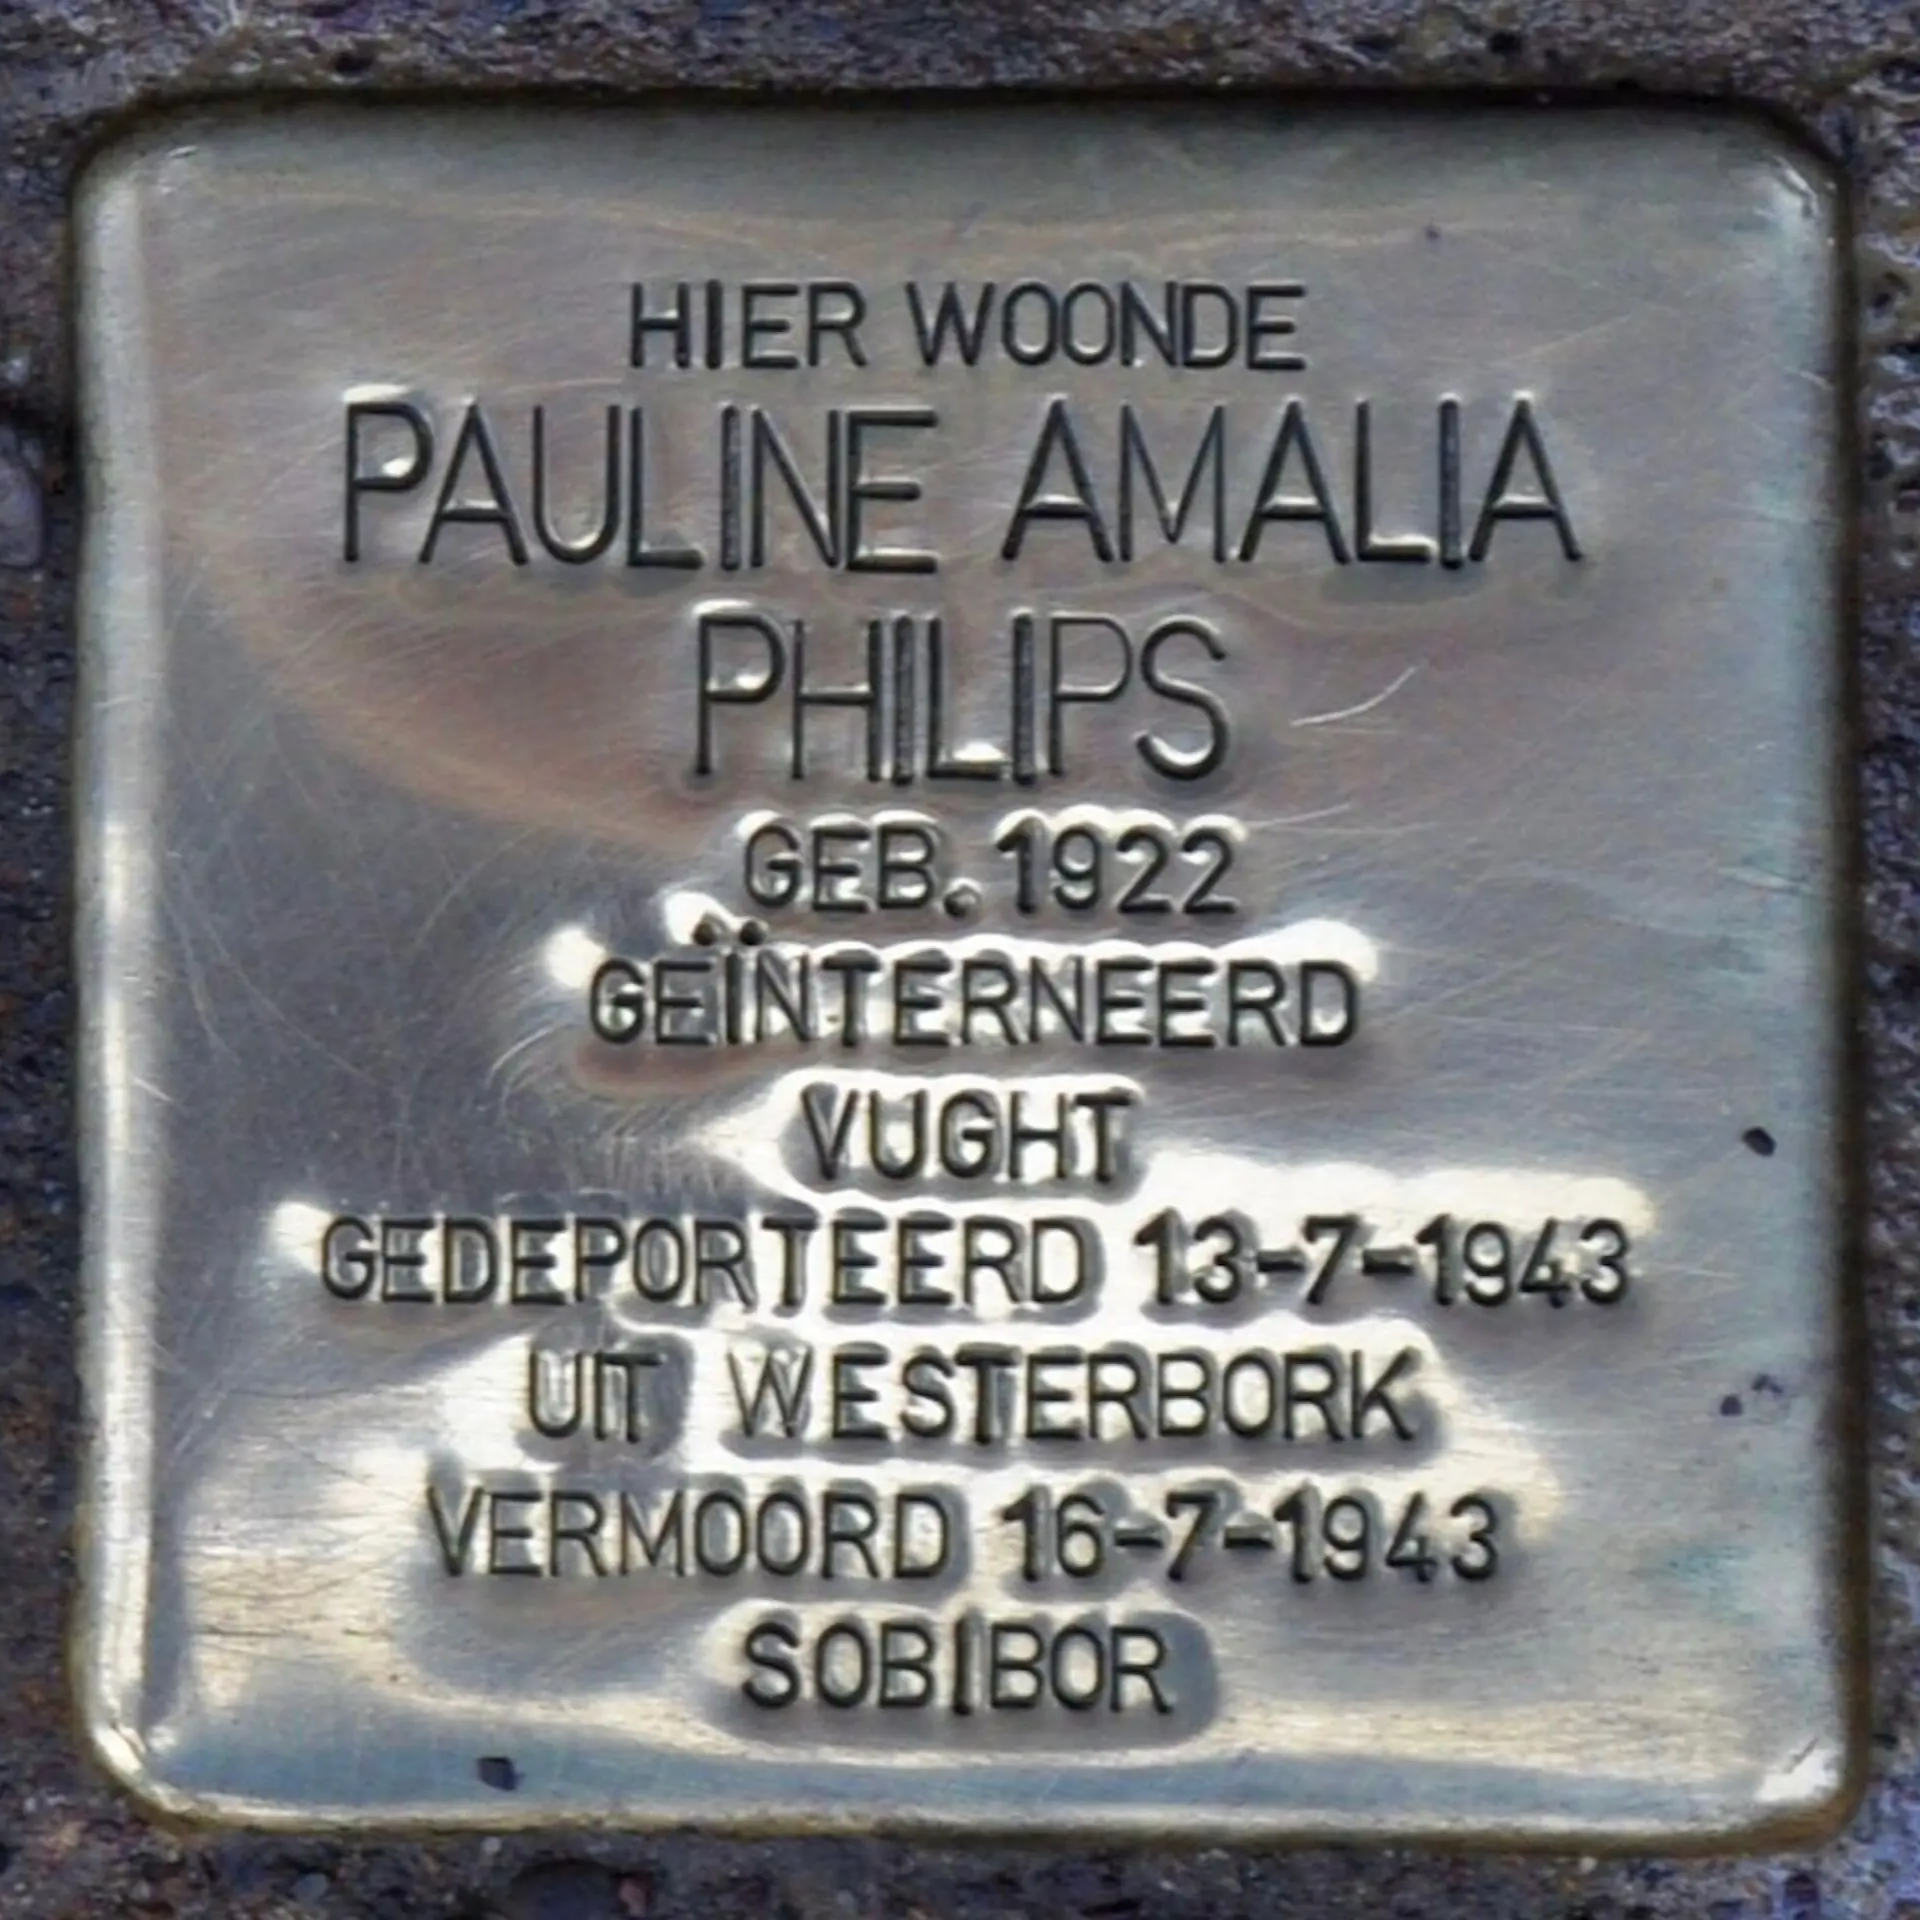 HIER WOONDE
PAULINE AMALIA
PHILIPS
GEB. 1922
GEÏNTERNEERD
VUGHT
GEDEPORTEERD 13-7-1943
UIT WESTERBORK
VERMOORD 16-7-1943
SOBIBOR